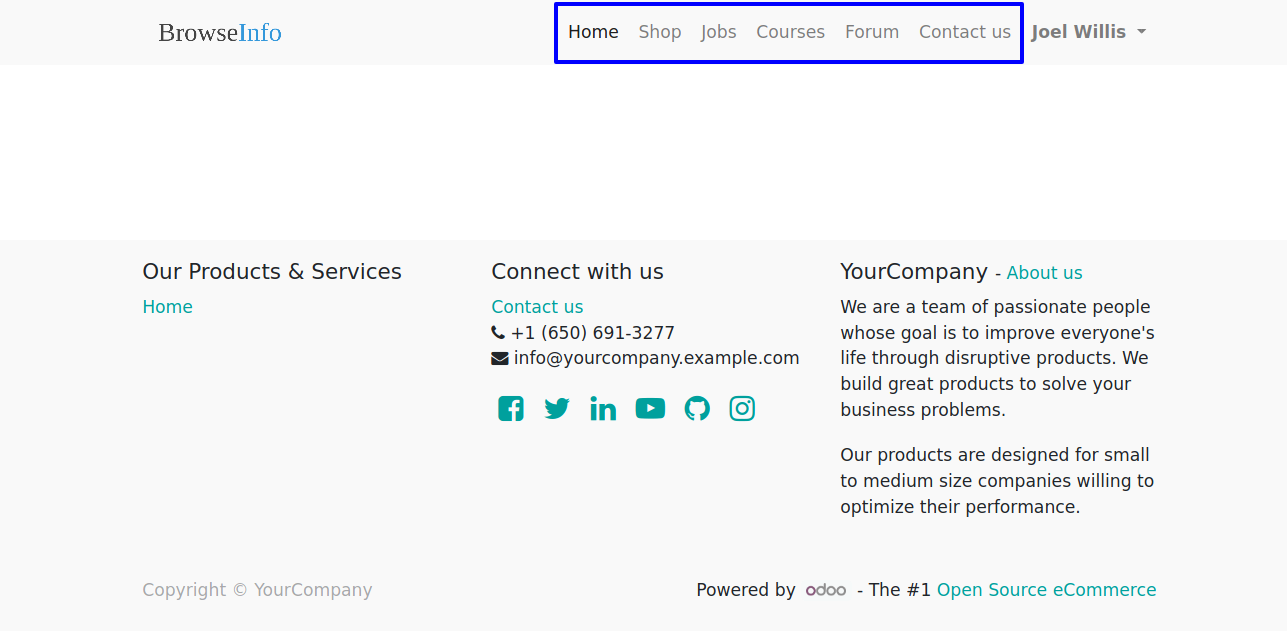 BrowseInfo
Home Shop Jobs Courses Forum Contact us Joel Willis
Our Products & Services
Home
Connect with us
Contact us
+1 (650) 691-3277
info@yourcompany.example.com
YourCompany - About us
We are a team of passionate people
whose goal is to improve everyone's
life through disruptive products. We
build great products to solve your
business problems.
Our products are designed for small
to medium size companies willing to
optimize their performance.
Copyright © YourCompany
Powered by odoo - The #1 Open Source eCommerce